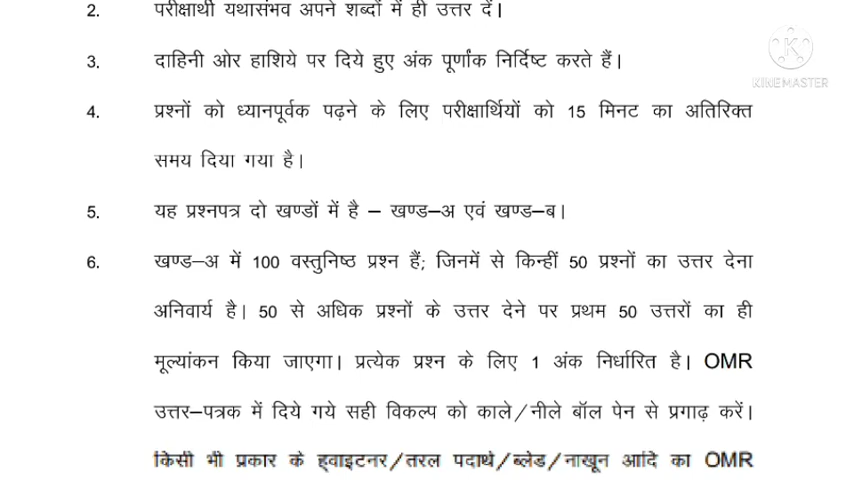 2. परीक्षार्थी यथासंभव अपने शब्दों में ही उत्तर दें।
3. दाहिनी ओर हाशिये पर दिये हुए अंक पूर्णांक निर्दिष्ट करते हैं।
KINEMASTER
4. प्रश्नों को ध्यानपूर्वक पढ़ने के लिए परीक्षार्थियों को 15 मिनट का अतिरिक्त
समय दिया गया है।
5. यह प्रश्नपत्र दो खण्डों में है – खण्ड–अ एवं खण्ड–ब।
6. खण्ड–अ में 100 वस्तुनिष्ठ प्रश्न हैं; जिनमें से किन्हीं 50 प्रश्नों का उत्तर देना
अनिवार्य है। 50 से अधिक प्रश्नों के उत्तर देने पर प्रथम 50 उत्तरों का ही
मूल्यांकन किया जाएगा। प्रत्येक प्रश्न के लिए 1 अंक निर्धारित है। OMR
उत्तर–पत्रक में दिये गये सही विकल्प को काले/नीले बॉल पेन से प्रगाढ़ करें।
किसी भी प्रकार के ह्वाइटनर/तरल पदार्थ/ब्लेड/नाखून आदि का OMR